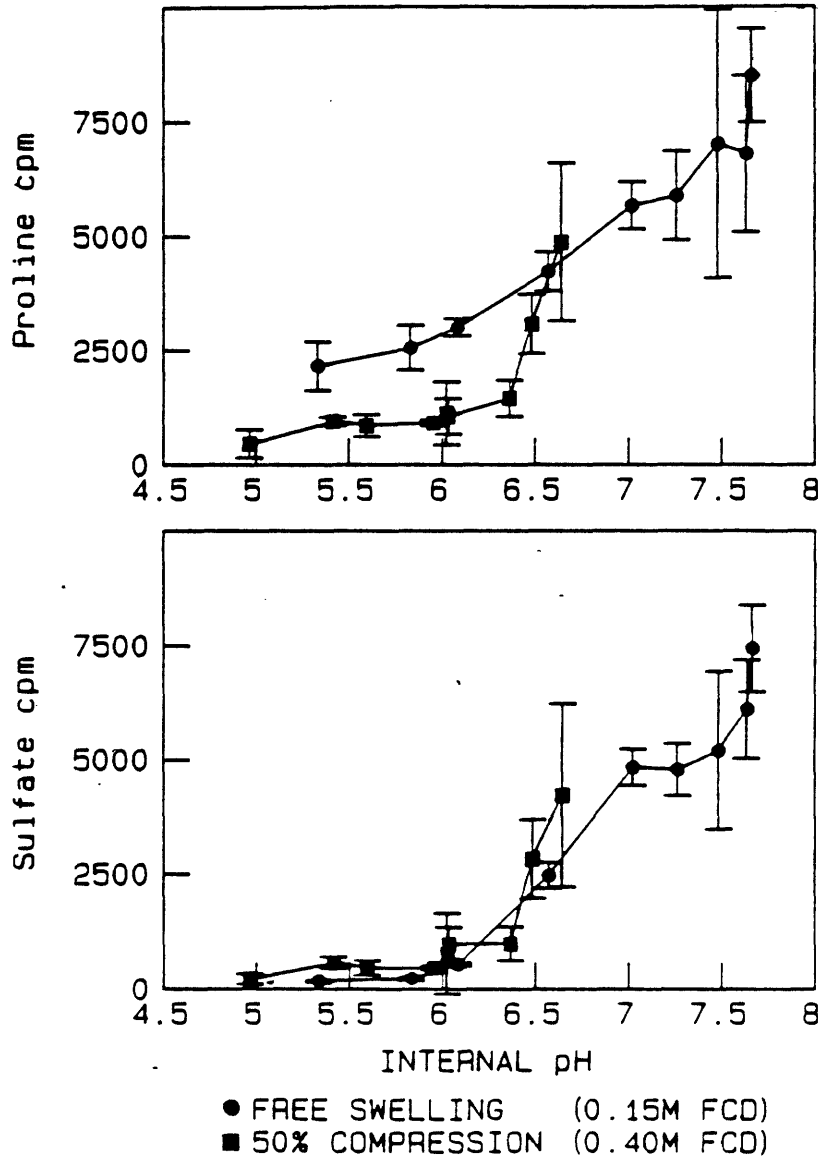 Proline cpm
7500
5000
2500
0
4.5 5 5.5 6 6.5 7 7.5 8
Sulfate cpm
7500
5000
2500
0
4.5 5 5.5 6 6.5 7 7.5 8
INTERNAL pH
● FREE SWELLING (0.15M FCD)
■ 50% COMPRESSION (0.40M FCD)